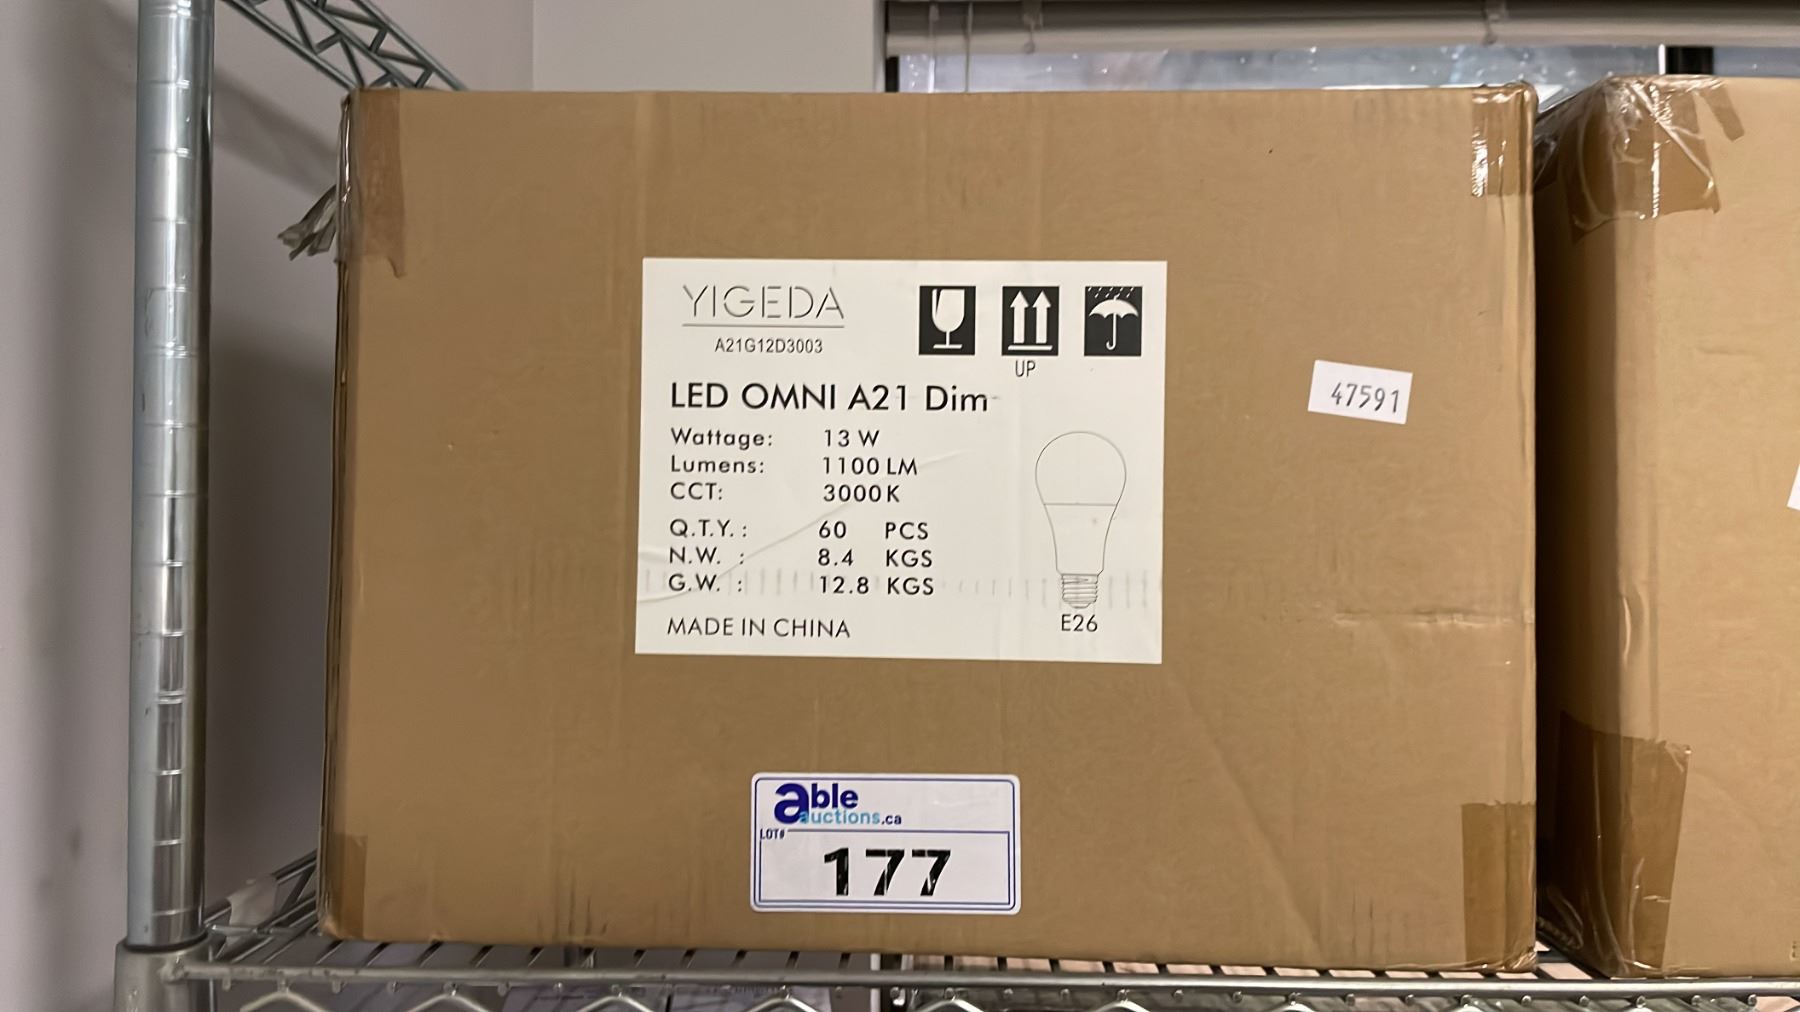 YIGEDA
A21G12D3003
UP
LED OMNI A21 Dim
Wattage: 13 W
Lumens: 1100 LM
CCT: 3000 K
Q.T.Y. : 60 PCS
N.W. : 8.4 KGS
G.W. : 12.8 KGS
MADE IN CHINA
E26
47591
able
auctions.ca
LOT#
177